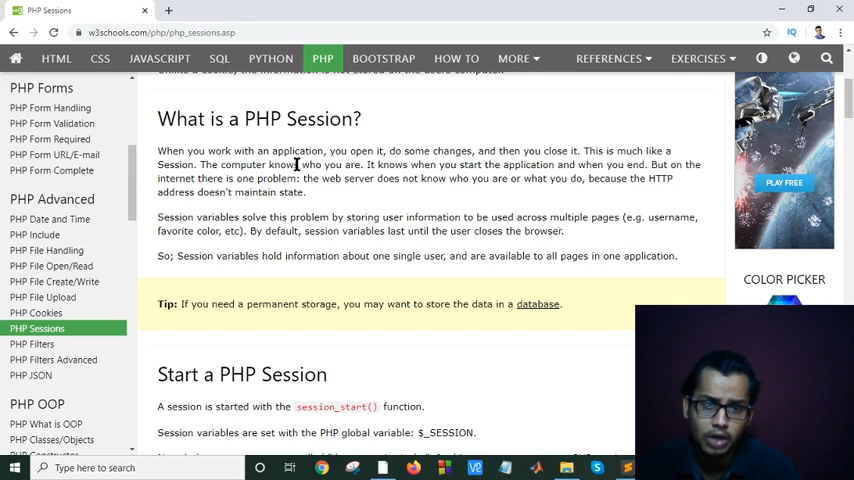 PHP Sessions
w3schools.com/php/php_sessions.asp
HTML CSS JAVASCRIPT SQL PYTHON PHP BOOTSTRAP HOW TO MORE REFERENCES EXERCISES
PHP Forms
PHP Form Handling
PHP Form Validation
PHP Form Required
PHP Form URL/E-mail
PHP Form Complete
PHP Advanced
PHP Date and Time
PHP Include
PHP File Handling
PHP File Open/Read
PHP File Create/Write
PHP File Upload
PHP Cookies
PHP Sessions
PHP Filters
PHP Filters Advanced
PHP JSON
PHP OOP
PHP What is OOP
PHP Classes/Objects
Unlike a cookie, the information is not stored on the users computer.
What is a PHP Session?
When you work with an application, you open it, do some changes, and then you close it. This is much like a
Session. The computer knows who you are. It knows when you start the application and when you end. But on the
internet there is one problem: the web server does not know who you are or what you do, because the HTTP
address doesn't maintain state.
Session variables solve this problem by storing user information to be used across multiple pages (e.g. username,
favorite color, etc). By default, session variables last until the user closes the browser.
So; Session variables hold information about one single user, and are available to all pages in one application.
Tip: If you need a permanent storage, you may want to store the data in a database.
Start a PHP Session
A session is started with the session_start() function.
Session variables are set with the PHP global variable: $_SESSION.
PLAY FREE
COLOR PICKER
Type here to search